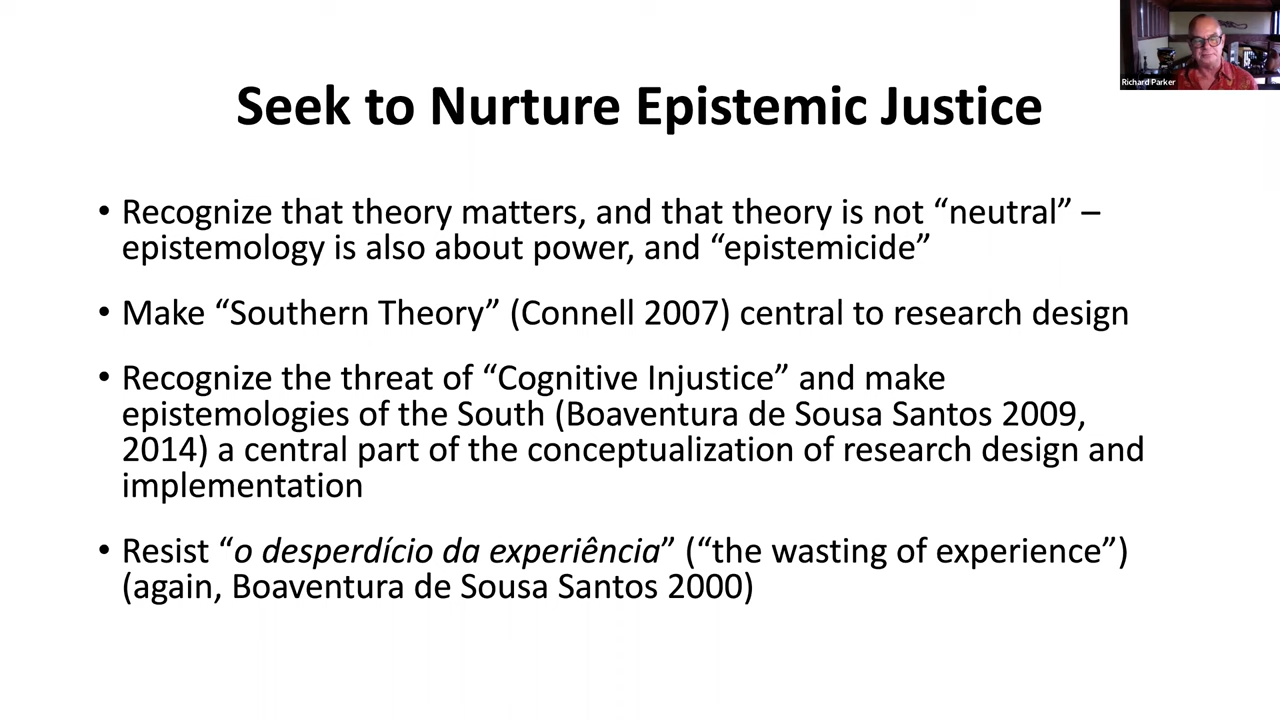 Richard Parker
Seek to Nurture Epistemic Justice
• Recognize that theory matters, and that theory is not “neutral” –
epistemology is also about power, and “epistemicide”
• Make “Southern Theory” (Connell 2007) central to research design
• Recognize the threat of “Cognitive Injustice” and make
epistemologies of the South (Boaventura de Sousa Santos 2009,
2014) a central part of the conceptualization of research design and
implementation
• Resist “o desperdício da experiência” (“the wasting of experience”)
(again, Boaventura de Sousa Santos 2000)